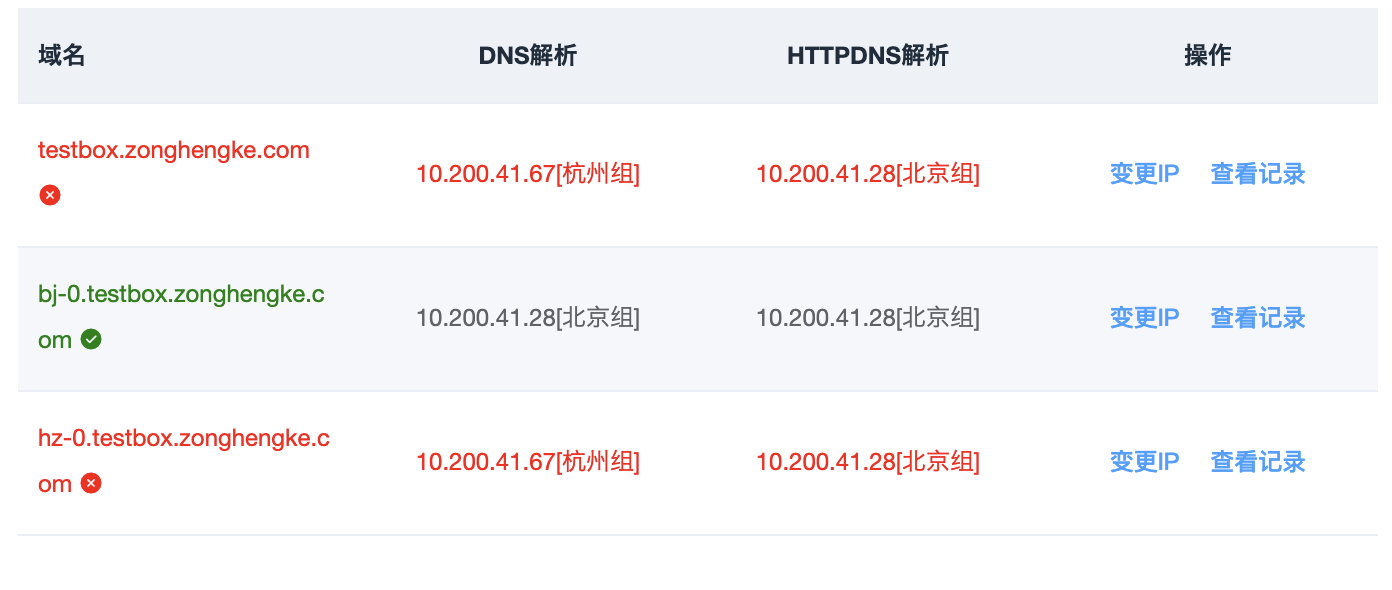 域名 DNS解析 HTTPDNS解析 操作
testbox.zonghengke.com
10.200.41.67[杭州组] 10.200.41.28[北京组] 变更IP 查看记录
bj-0.testbox.zonghengke.c
om
10.200.41.28[北京组] 10.200.41.28[北京组] 变更IP 查看记录
hz-0.testbox.zonghengke.c
om
10.200.41.67[杭州组] 10.200.41.28[北京组] 变更IP 查看记录